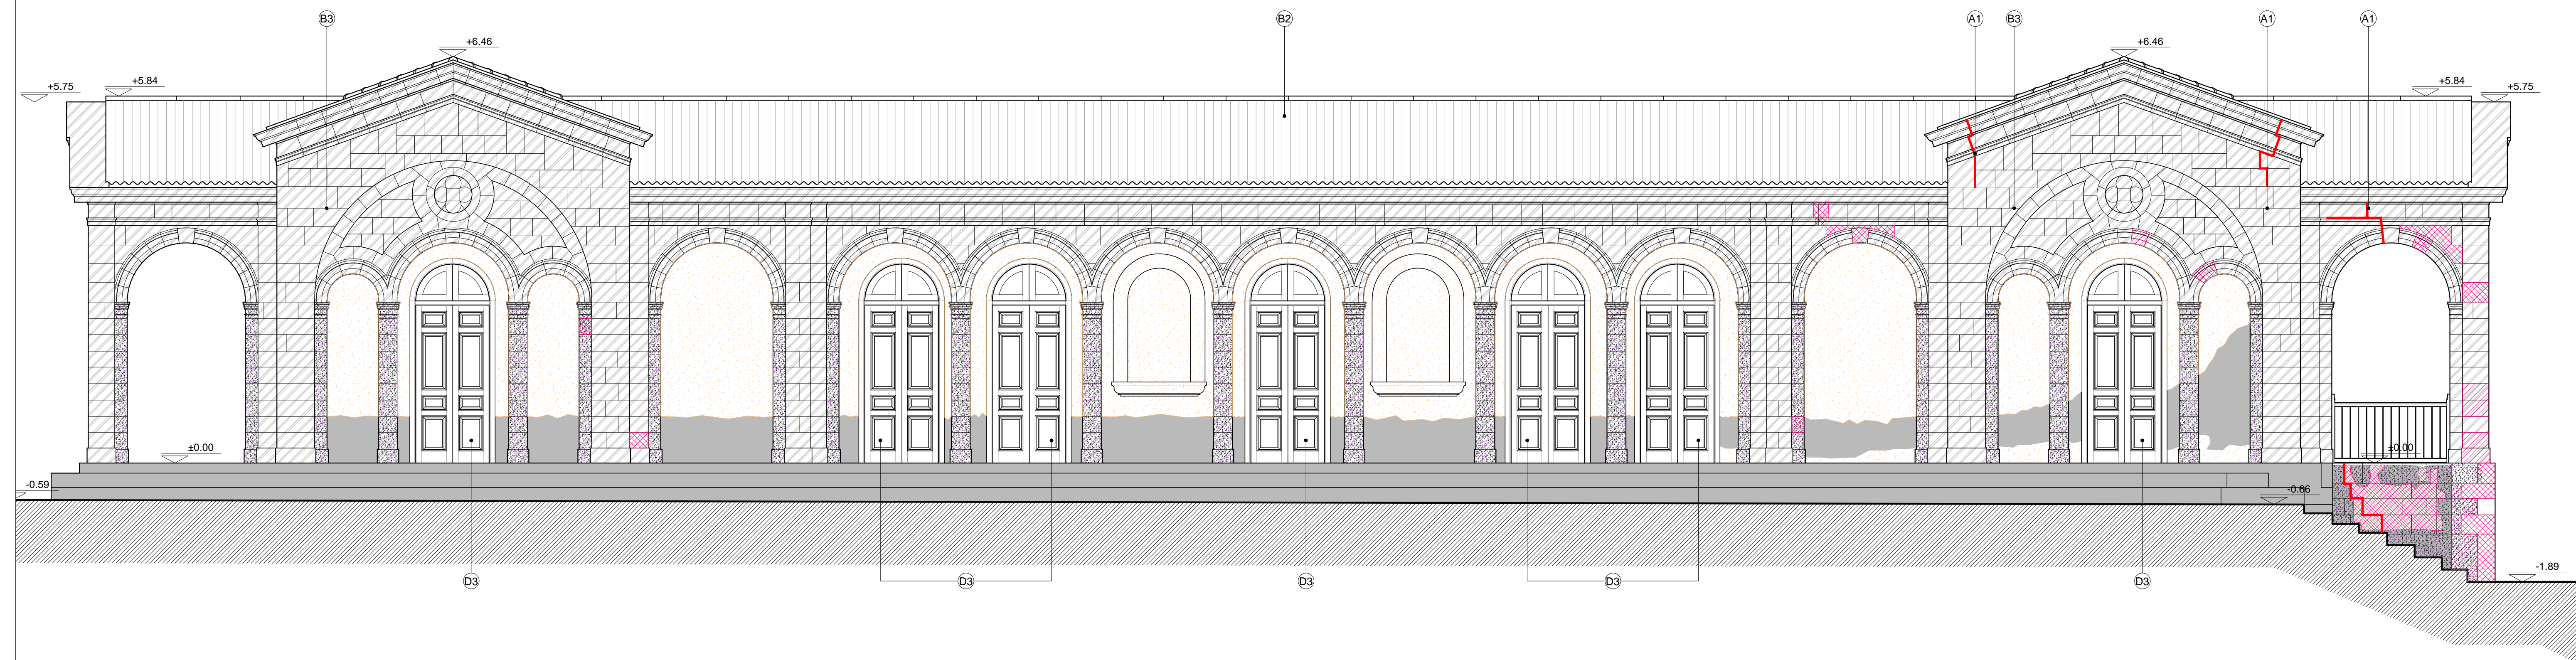 B3
B2
A1
B3
A1
A1
+6.46
+6.46
+5.75
+5.84
+5.84
+5.75
±0.00
±0.00
-0.59
-0.66
-1.89
D3
D3
D3
D3
D3